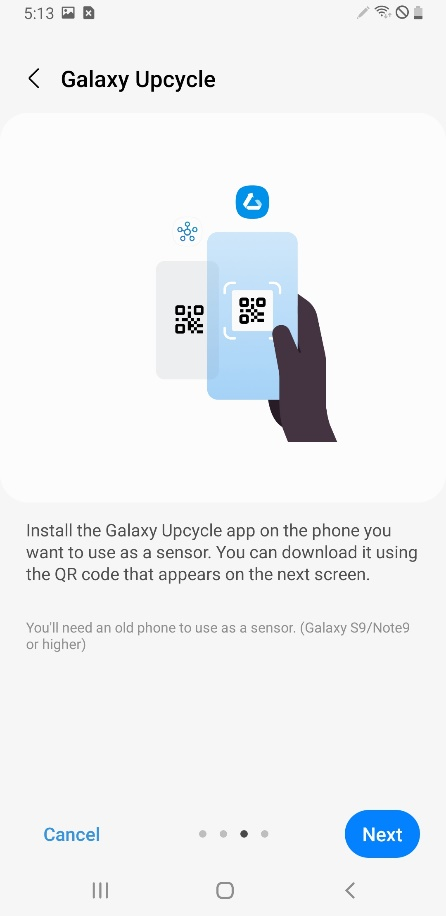 5:13
Galaxy Upcycle
Install the Galaxy Upcycle app on the phone you
want to use as a sensor. You can download it using
the QR code that appears on the next screen.
You'll need an old phone to use as a sensor. (Galaxy S9/Note9
or higher)
Cancel
Next